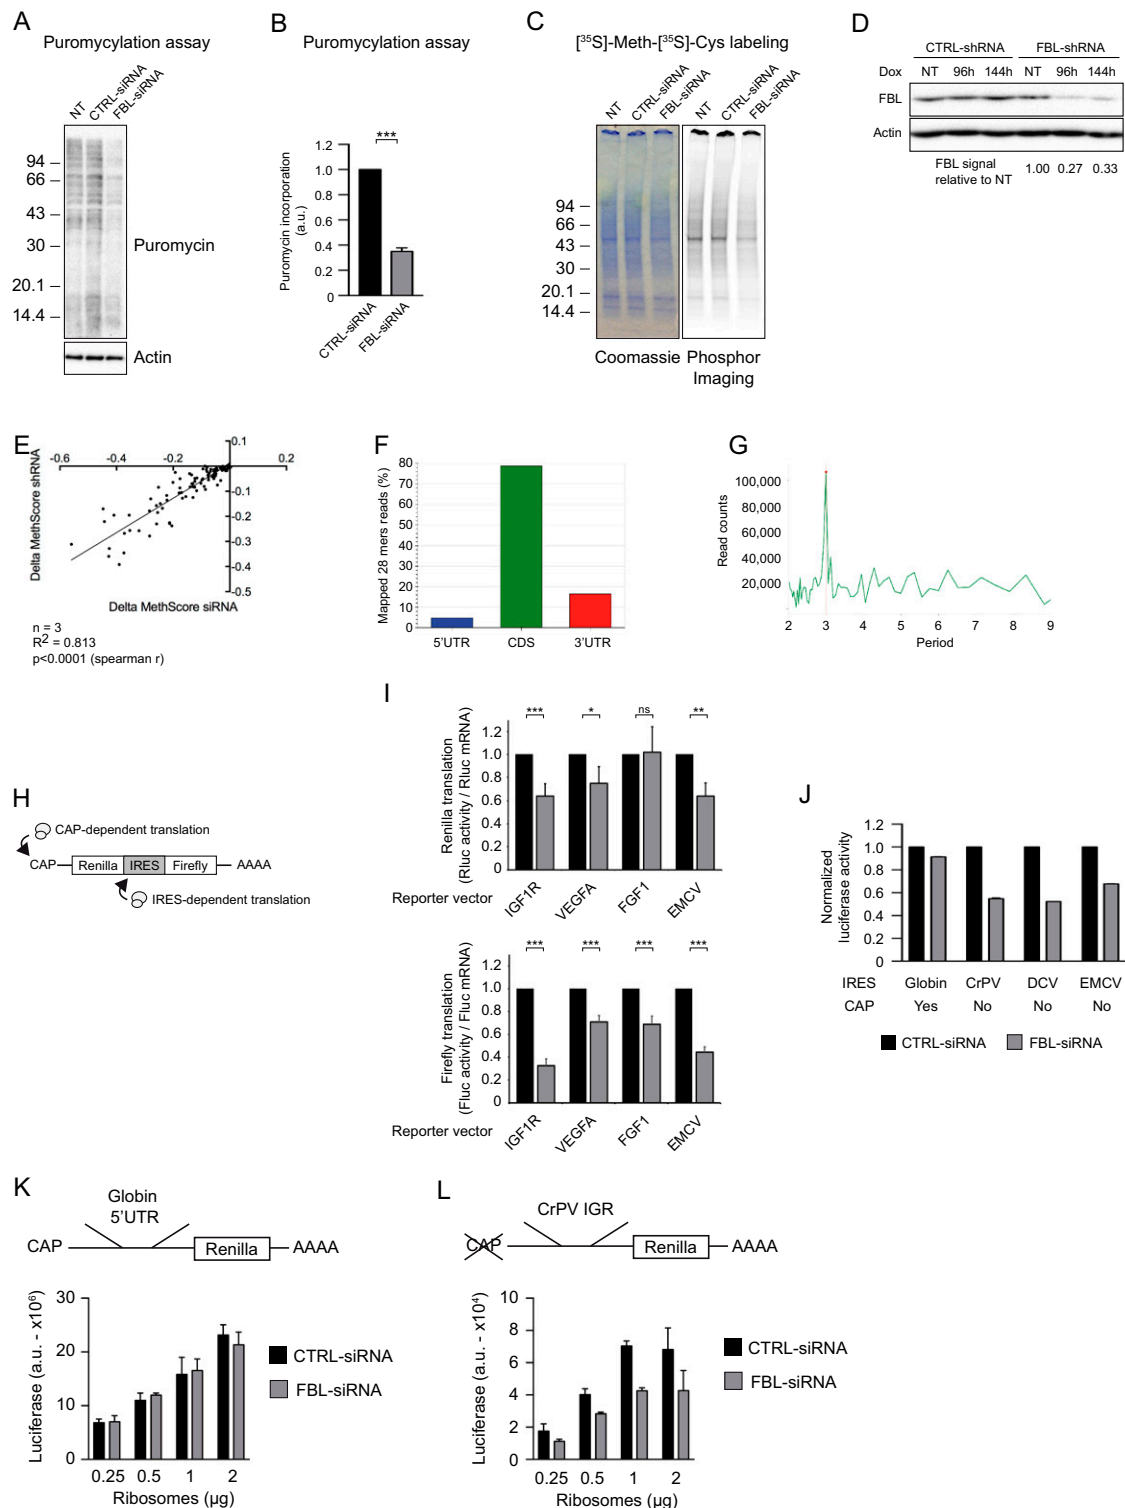 A
Puromycylation assay
NT
CTRL-siRNA
FBL-siRNA
94
66
43
30
20.1
14.4
Puromycin
Actin
B
Puromycylation assay
***
1.2
1.0
0.8
0.6
0.4
0.2
0
Puromycin incorporation
(a.u.)
CTRL-siRNA
FBL-siRNA
C
[³⁵S]-Meth-[³⁵S]-Cys labeling
NT
CTRL-siRNA
FBL-siRNA
NT
CTRL-siRNA
FBL-siRNA
94
66
43
30
20.1
14.4
Coomassie
Phosphor
Imaging
D
CTRL-shRNA FBL-shRNA
Dox NT 96h 144h NT 96h 144h
FBL
Actin
FBL signal
relative to NT
1.00 0.27 0.33
E
Delta MethScore shRNA
-0.6 -0.4 -0.2 0.2
0.1
-0.1
-0.2
-0.3
-0.4
-0.5
Delta MethScore siRNA
n = 3
R² = 0.813
p<0.0001 (spearman r)
F
Mapped 28 mers reads (%)
80
70
60
50
40
30
20
10
0
5'UTR CDS 3'UTR
G
Read counts
100,000
80,000
60,000
40,000
20,000
2 3 4 5 6 7 8 9
Period
H
CAP-dependent translation
CAP Renilla IRES Firefly AAAA
IRES-dependent translation
I
Renilla translation
(Rluc activity / Rluc mRNA)
*** * ns **
1.2
1.0
0.8
0.6
0.4
0.2
0
Reporter vector
IGF1R
VEGFA
FGF1
EMCV
Firefly translation
(Fluc activity / Fluc mRNA)
*** *** *** ***
1.2
1.0
0.8
0.6
0.4
0.2
0
Reporter vector
IGF1R
VEGFA
FGF1
EMCV
J
Normalized
luciferase activity
1.2
1.0
0.8
0.6
0.4
0.2
0
IRES Globin CrPV DCV EMCV
CAP Yes No No No
CTRL-siRNA FBL-siRNA
K
Globin
5'UTR
CAP Renilla AAAA
Luciferase (a.u. - x10⁶)
30
20
10
0
0.25 0.5 1 2
Ribosomes (µg)
CTRL-siRNA
FBL-siRNA
L
CrPV IGR
CAP Renilla AAAA
Luciferase (a.u. - x10⁴)
10
8
6
4
2
0
0.25 0.5 1 2
Ribosomes (µg)
CTRL-siRNA
FBL-siRNA